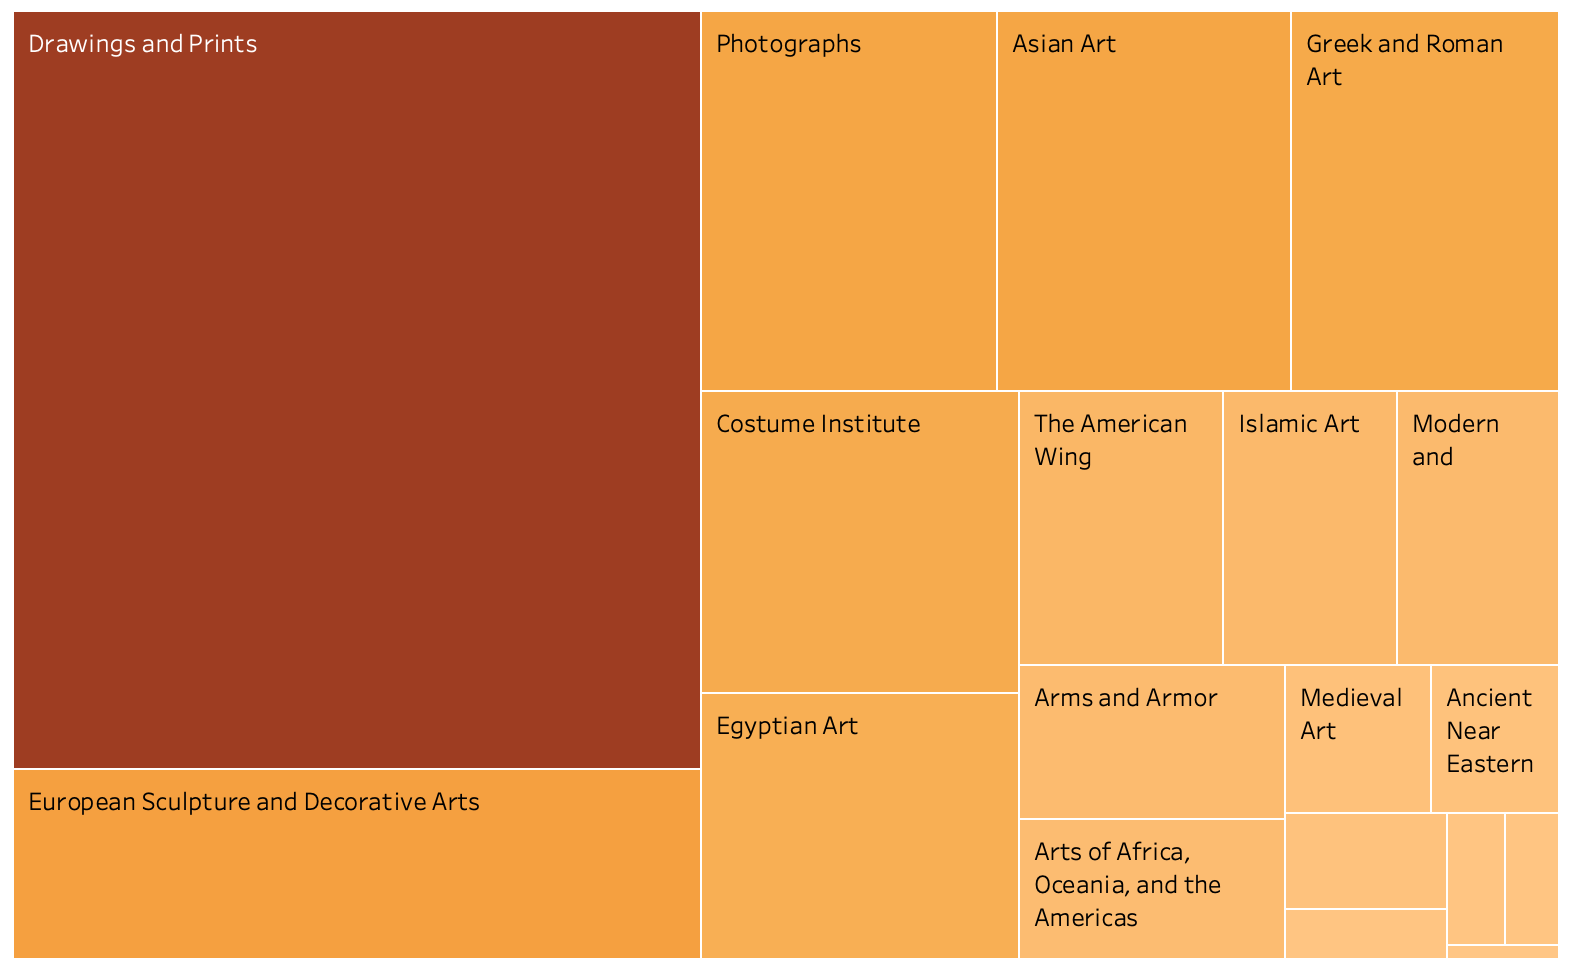 Drawings and Prints
Photographs
Asian Art
Greek and Roman
Art
Costume Institute
The American
Wing
Islamic Art
Modern
and
Arms and Armor
Medieval
Art
Ancient
Near
Eastern
Egyptian Art
European Sculpture and Decorative Arts
Arts of Africa,
Oceania, and the
Americas